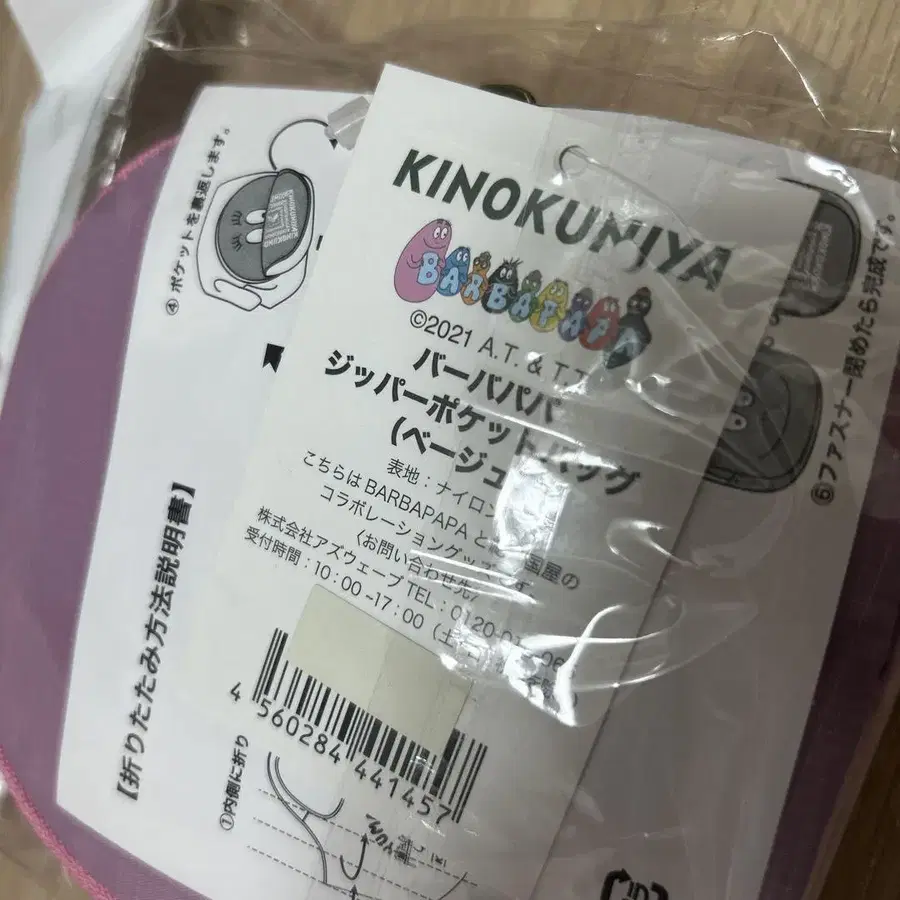 KINOKUNIYA
BARBAPAPA
©2021 A.T. & T.T
バーバパパ
ジッパーポケットバッグ
(ベージュ
表地：ナイロン
こちらは BARBAPAPA と 国屋の
コラボレーショングッズです
〈お問い合わせ先
株式会社アズウェーブ TEL：0120-0
受付時間：10：00 -17：00（土
4 560284 441457
【折りたたみ方法説明書】
①内側に折り
④ ポケットを裏返します。
KINOKUNIYA
⑥ファスナー閉めたら完成です。